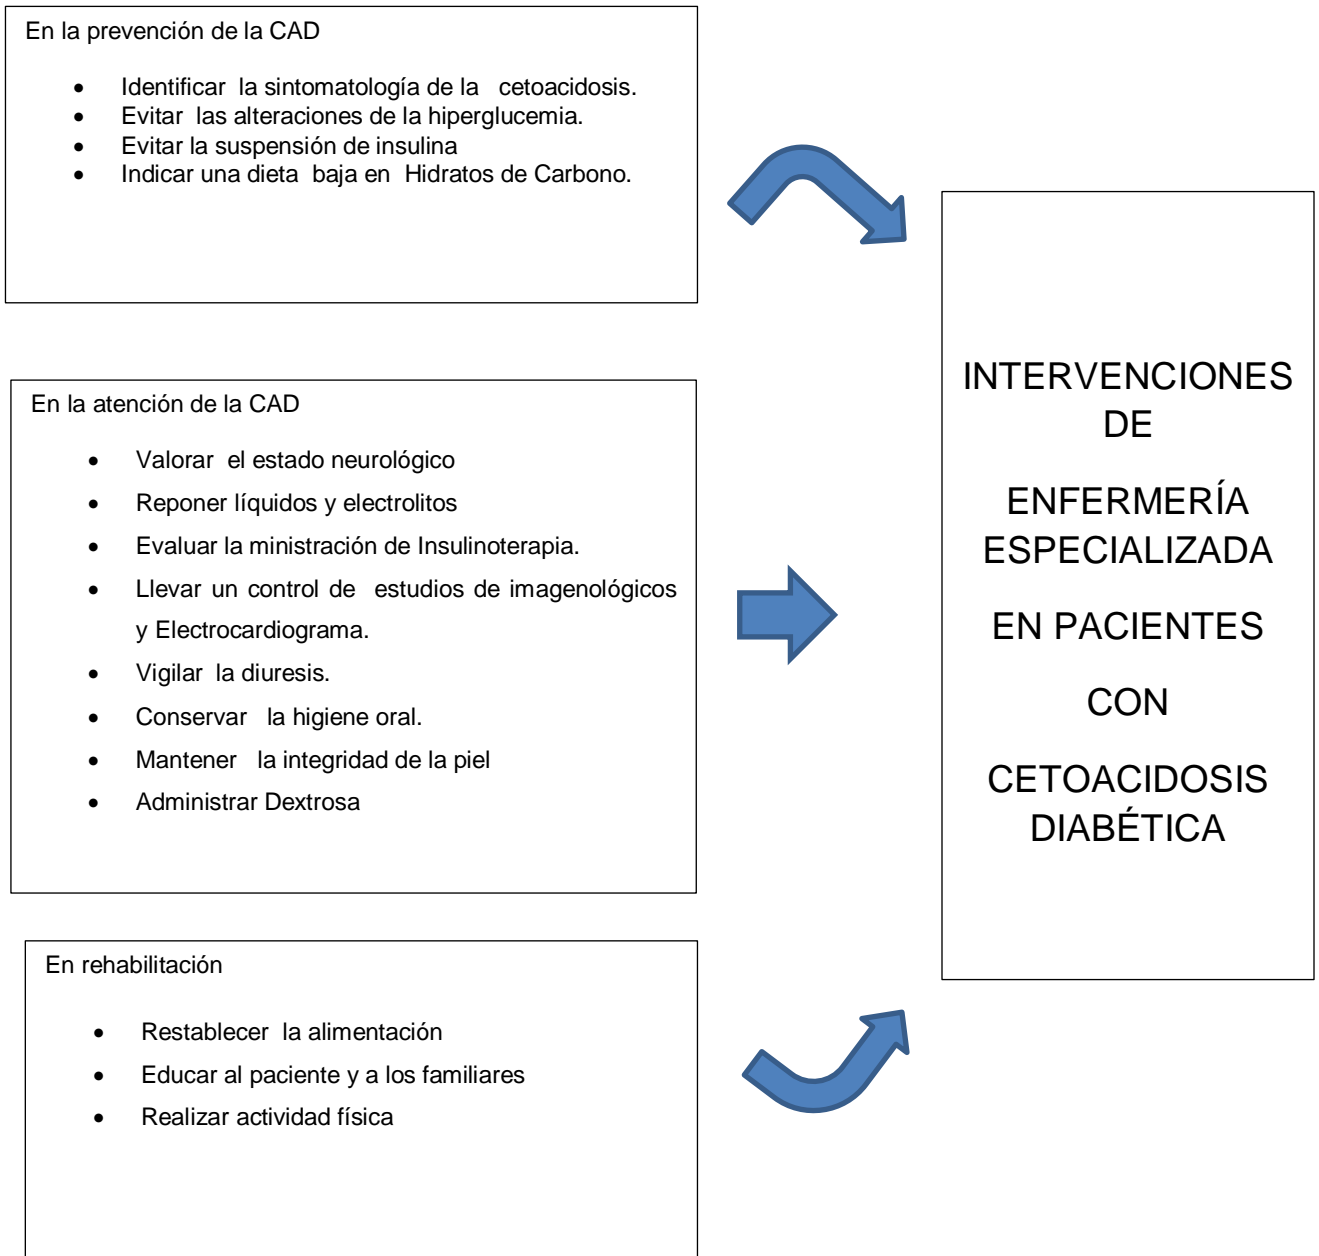 En la prevención de la CAD
• Identificar la sintomatología de la cetoacidosis.
• Evitar las alteraciones de la hiperglucemia.
• Evitar la suspensión de insulina
• Indicar una dieta baja en Hidratos de Carbono.
En la atención de la CAD
• Valorar el estado neurológico
• Reponer líquidos y electrolitos
• Evaluar la ministración de Insulinoterapia.
• Llevar un control de estudios de imagenológicos
y Electrocardiograma.
• Vigilar la diuresis.
• Conservar la higiene oral.
• Mantener la integridad de la piel
• Administrar Dextrosa
En rehabilitación
• Restablecer la alimentación
• Educar al paciente y a los familiares
• Realizar actividad física
INTERVENCIONES
DE
ENFERMERÍA
ESPECIALIZADA
EN PACIENTES
CON
CETOACIDOSIS
DIABÉTICA